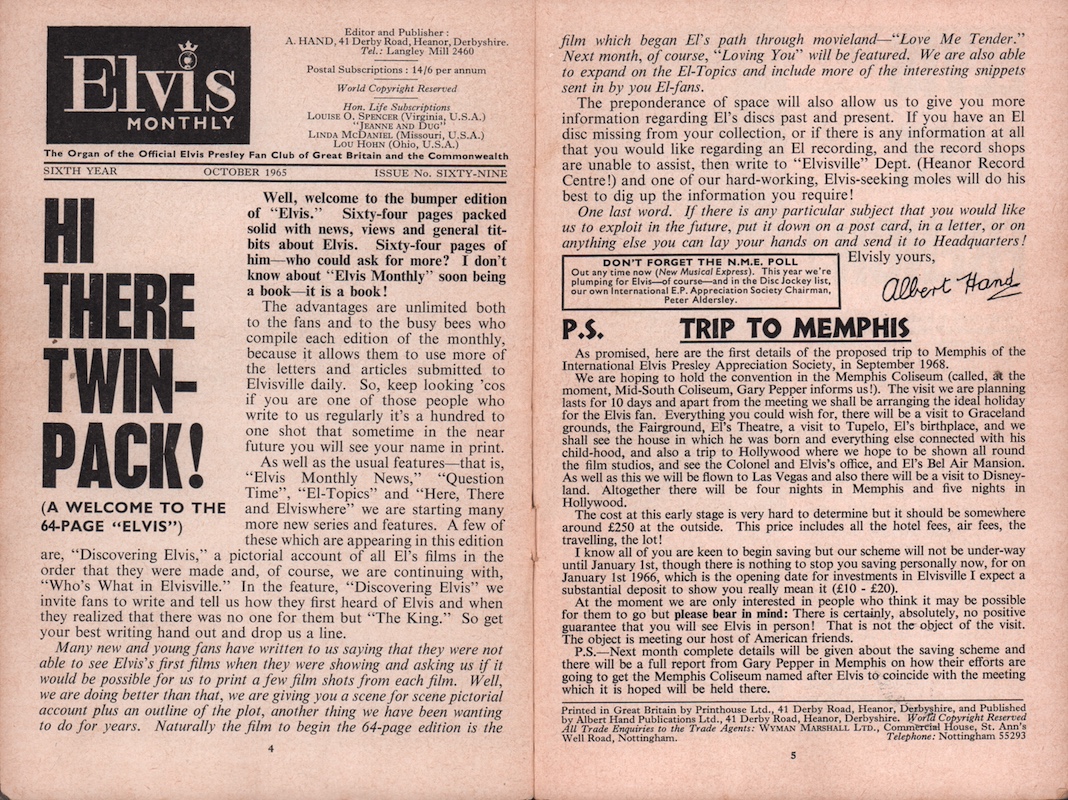 Elvis
MONTHLY
Editor and Publisher :
A. HAND, 41 Derby Road, Heanor, Derbyshire.
Tel.: Langley Mill 2460
Postal Subscriptions : 14/6 per annum
World Copyright Reserved
Hon. Life Subscriptions
LOUISE O. SPENCER (Virginia, U.S.A.)
"JEANNE AND DUG"
LINDA MCDANIEL (Missouri, U.S.A.)
LOU HOHN (Ohio, U.S.A.)
The Organ of the Official Elvis Presley Fan Club of Great Britain and the Commonwealth
SIXTH YEAR OCTOBER 1965 ISSUE No. SIXTY-NINE
HI
THERE
TWIN-
PACK!
(A WELCOME TO THE
64-PAGE "ELVIS")
Well, welcome to the bumper edition
of "Elvis." Sixty-four pages packed
solid with news, views and general tit-
bits about Elvis. Sixty-four pages of
him—who could ask for more? I don't
know about "Elvis Monthly" soon being
a book—it is a book!
The advantages are unlimited both
to the fans and to the busy bees who
compile each edition of the monthly,
because it allows them to use more of
the letters and articles submitted to
Elvisville daily. So, keep looking 'cos
if you are one of those people who
write to us regularly it's a hundred to
one shot that sometime in the near
future you will see your name in print.
As well as the usual features—that is,
"Elvis Monthly News," "Question
Time", "El-Topics" and "Here, There
and Elviswhere" we are starting many
more new series and features. A few of
these which are appearing in this edition
are, "Discovering Elvis," a pictorial account of all El's films in the
order that they were made and, of course, we are continuing with,
"Who's What in Elvisville." In the feature, "Discovering Elvis" we
invite fans to write and tell us how they first heard of Elvis and when
they realized that there was no one for them but "The King." So get
your best writing hand out and drop us a line.
Many new and young fans have written to us saying that they were not
able to see Elvis's first films when they were showing and asking us if it
would be possible for us to print a few film shots from each film. Well,
we are doing better than that, we are giving you a scene for scene pictorial
account plus an outline of the plot, another thing we have been wanting
to do for years. Naturally the film to begin the 64-page edition is the
4
film which began El's path through movieland—"Love Me Tender."
Next month, of course, "Loving You" will be featured. We are also able
to expand on the El-Topics and include more of the interesting snippets
sent in by you El-fans.
The preponderance of space will also allow us to give you more
information regarding El's discs past and present. If you have an El
disc missing from your collection, or if there is any information at all
that you would like regarding an El recording, and the record shops
are unable to assist, then write to "Elvisville" Dept. (Heanor Record
Centre!) and one of our hard-working, Elvis-seeking moles will do his
best to dig up the information you require!
One last word. If there is any particular subject that you would like
us to exploit in the future, put it down on a post card, in a letter, or on
anything else you can lay your hands on and send it to Headquarters!
Elvisly yours,
Albert Hand
DON'T FORGET THE N.M.E. POLL
Out any time now (New Musical Express). This year we're
plumping for Elvis—of course—and in the Disc Jockey list,
our own International E.P. Appreciation Society Chairman,
Peter Aldersley.
P.S. TRIP TO MEMPHIS
As promised, here are the first details of the proposed trip to Memphis of the
International Elvis Presley Appreciation Society, in September 1968.
We are hoping to hold the convention in the Memphis Coliseum (called, at the
moment, Mid-South Coliseum, Gary Pepper informs us!). The visit we are planning
lasts for 10 days and apart from the meeting we shall be arranging the ideal holiday
for the Elvis fan. Everything you could wish for, there will be a visit to Graceland
grounds, the Fairground, El's Theatre, a visit to Tupelo, El's birthplace, and we
shall see the house in which he was born and everything else connected with his
child-hood, and also a trip to Hollywood where we hope to be shown all round
the film studios, and see the Colonel and Elvis's office, and El's Bel Air Mansion.
As well as this we will be flown to Las Vegas and also there will be a visit to Disney-
land. Altogether there will be four nights in Memphis and five nights in
Hollywood.
The cost at this early stage is very hard to determine but it should be somewhere
around £250 at the outside. This price includes all the hotel fees, air fees, the
travelling, the lot!
I know all of you are keen to begin saving but our scheme will not be under-way
until January 1st, though there is nothing to stop you saving personally now, for on
January 1st 1966, which is the opening date for investments in Elvisville I expect a
substantial deposit to show you really mean it (£10 - £20).
At the moment we are only interested in people who think it may be possible
for them to go but please bear in mind: There is certainly, absolutely, no positive
guarantee that you will see Elvis in person! That is not the object of the visit.
The object is meeting our host of American friends.
P.S.—Next month complete details will be given about the saving scheme and
there will be a full report from Gary Pepper in Memphis on how their efforts are
going to get the Memphis Coliseum named after Elvis to coincide with the meeting
which it is hoped will be held there.
Printed in Great Britain by Printhouse Ltd., 41 Derby Road, Heanor, Derbyshire, and Published
by Albert Hand Publications Ltd., 41 Derby Road, Heanor, Derbyshire. World Copyright Reserved
All Trade Enquiries to the Trade Agents: WYMAN MARSHALL LTD., Commercial House, St. Ann's
Well Road, Nottingham. Telephone: Nottingham 55293
5